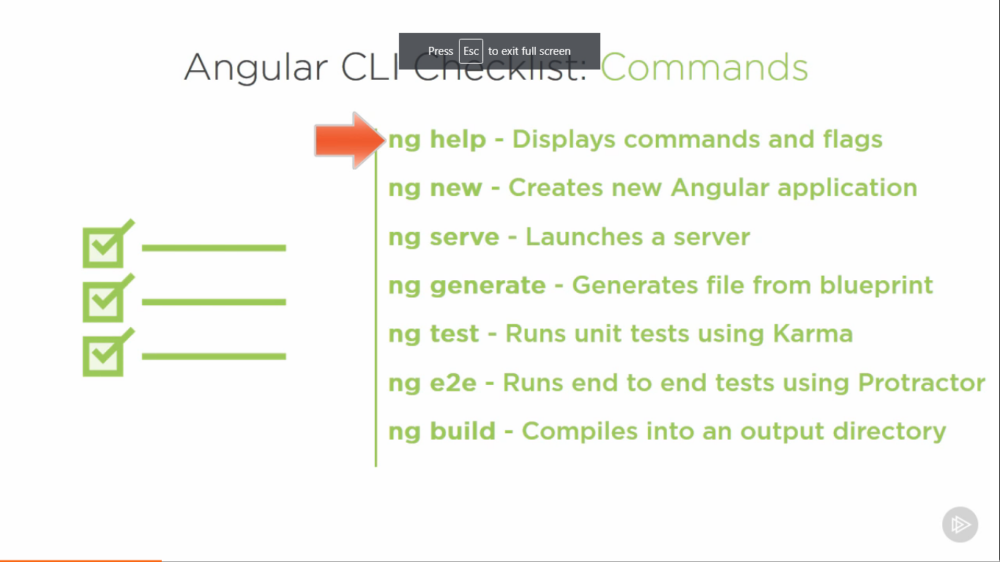 Press Esc to exit full screen
Angular CLI Checklist: Commands
ng help - Displays commands and flags
ng new - Creates new Angular application
ng serve - Launches a server
ng generate - Generates file from blueprint
ng test - Runs unit tests using Karma
ng e2e - Runs end to end tests using Protractor
ng build - Compiles into an output directory